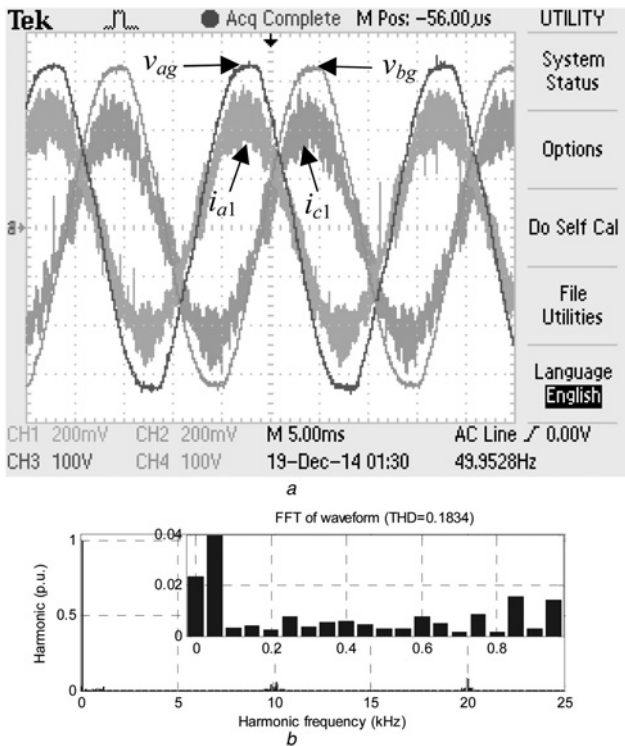 Tek Acq Complete M Pos: -56.00µs UTILITY
System
Status
v_ag v_bg
Options
i_a1 i_c1
a
Do Self Cal
File
Utilities
Language
English
CH1 200mV CH2 200mV M 5.00ms AC Line ∫ 0.00V
CH3 100V CH4 100V 19-Dec-14 01:30 49.9528Hz
a
FFT of waveform (THD=0.1834)
Harmonic (p.u.)
1
0.5
0
0.04
0.02
0
0 0.2 0.4 0.6 0.8
0 5 10 15 20 25
Harmonic frequency (kHz)
b